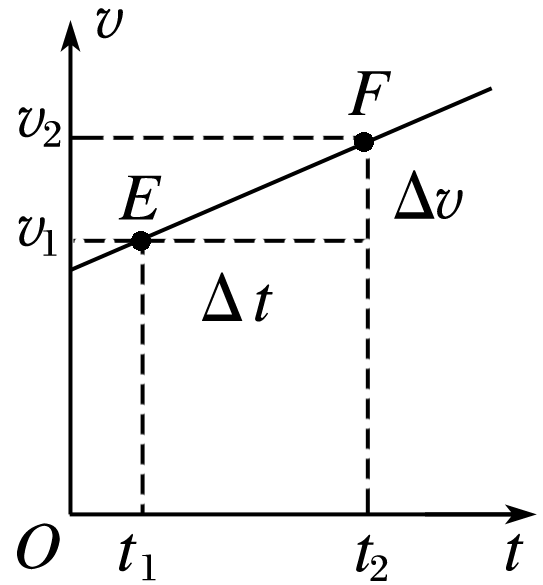 v
F
v₂
E
Δv
v₁
Δt
O
t₁
t₂
t